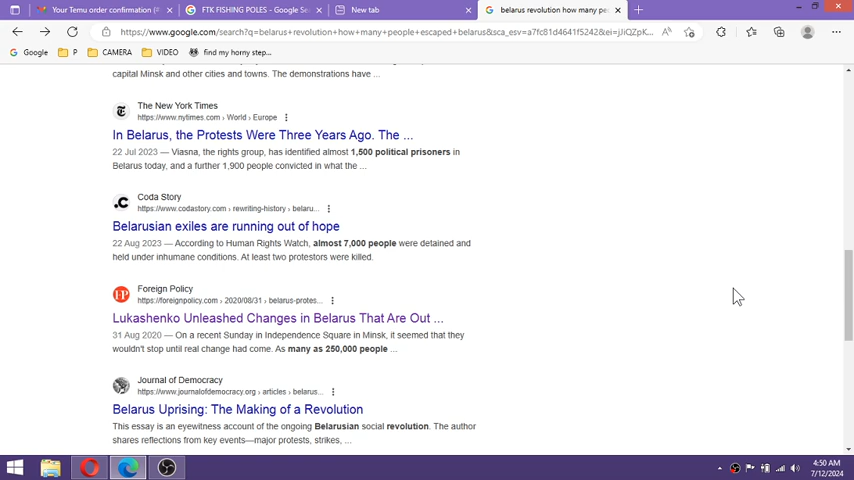 Your Temu order confirmation (#
FTK FISHING POLES - Google Se
New tab
belarus revolution how many pe
https://www.google.com/search?q=belarus+revolution+how+many+people+escaped+belarus&sca_esv=a7fc81d4641f5242&ei=jJiQZpK...
Google
P
CAMERA
VIDEO
find my horny step...
capital Minsk and other cities and towns. The demonstrations have ...
The New York Times
https://www.nytimes.com › World › Europe
In Belarus, the Protests Were Three Years Ago. The ...
22 Jul 2023 — Viasna, the rights group, has identified almost 1,500 political prisoners in
Belarus today, and a further 1,900 people convicted in what the ...
Coda Story
https://www.codastory.com › rewriting-history › belaru...
Belarusian exiles are running out of hope
22 Aug 2023 — According to Human Rights Watch, almost 7,000 people were detained and
held under inhumane conditions. At least two protestors were killed.
Foreign Policy
https://foreignpolicy.com › 2020/08/31 › belarus-protes...
Lukashenko Unleashed Changes in Belarus That Are Out ...
31 Aug 2020 — On a recent Sunday in Independence Square in Minsk, it seemed that they
wouldn't stop until real change had come. As many as 250,000 people ...
Journal of Democracy
https://www.journalofdemocracy.org › articles › belarus...
Belarus Uprising: The Making of a Revolution
This essay is an eyewitness account of the ongoing Belarusian social revolution. The author
shares reflections from key events—major protests, strikes, ...
4:50 AM
7/12/2024